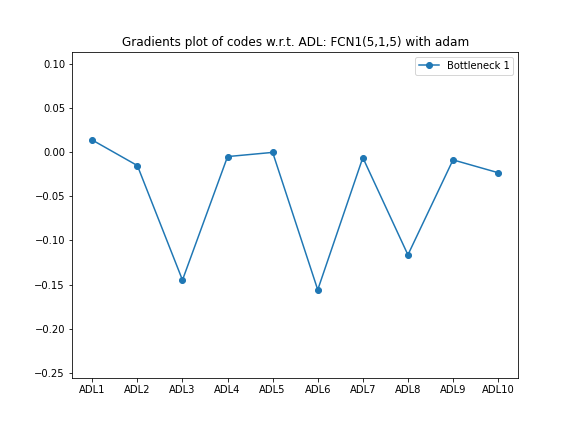 Gradients plot of codes w.r.t. ADL: FCN1(5,1,5) with adam
Bottleneck 1
0.10
0.05
0.00
−0.05
−0.10
−0.15
−0.20
−0.25
ADL1 ADL2 ADL3 ADL4 ADL5 ADL6 ADL7 ADL8 ADL9 ADL10